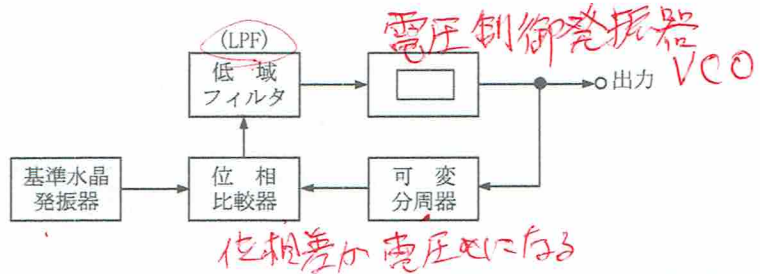 (LPF)
低域
フィルタ
電圧制御発振器
VCO
出力
基準水晶
発振器
位相
比較器
可変
分周器
位相差が電圧になる